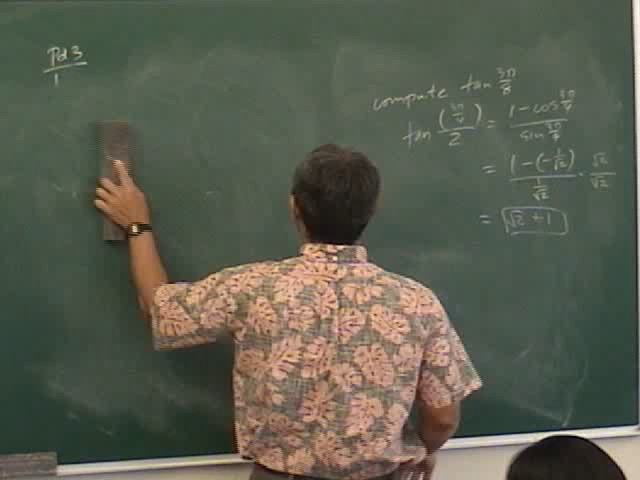 Pd 3
1
compute tan 3π/8
tan (3π/4)/2 = (1 - cos 3π/4)/(sin 3π/4)
= (1 - (-1/√2))/(1/√2) · √2/√2
= √2 + 1